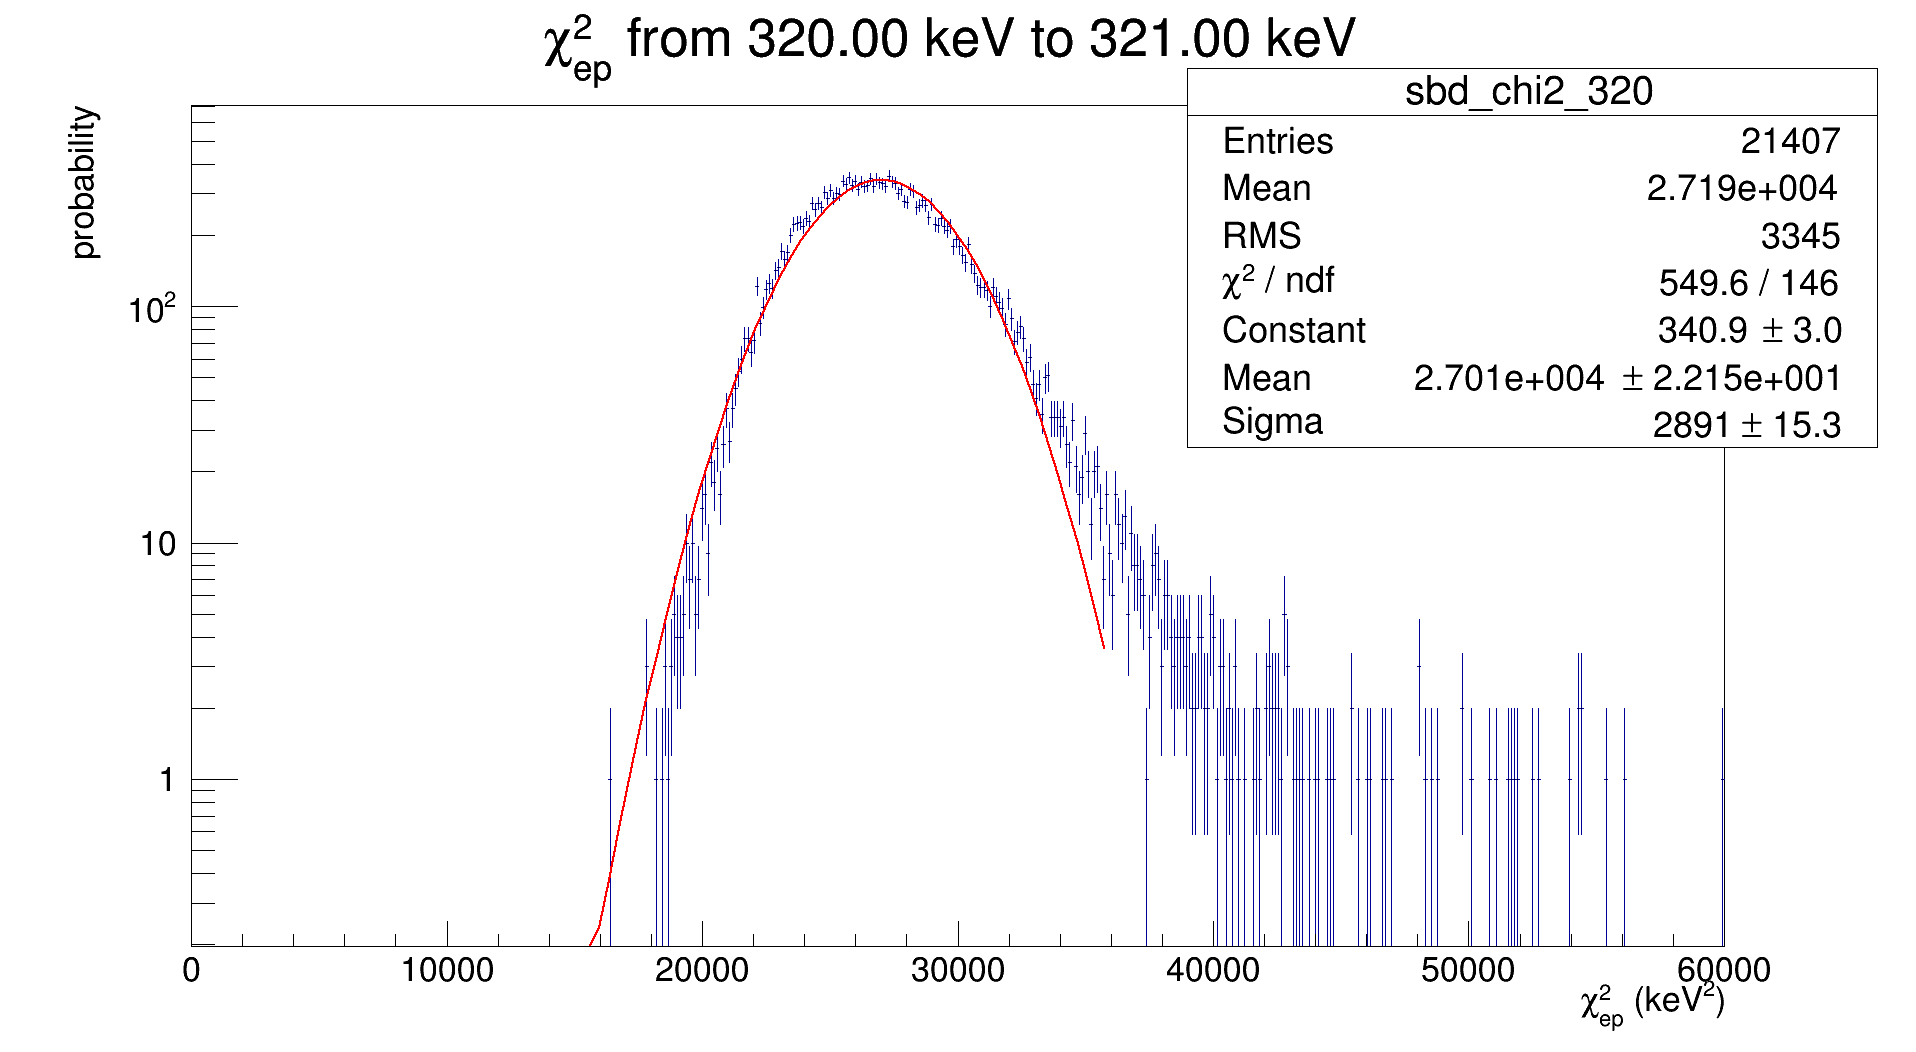 χ²ep from 320.00 keV to 321.00 keV
sbd_chi2_320
Entries 21407
Mean 2.719e+004
RMS 3345
χ² / ndf 549.6 / 146
Constant 340.9 ± 3.0
Mean 2.701e+004 ± 2.215e+001
Sigma 2891 ± 15.3
probability
10²
10
1
0 10000 20000 30000 40000 50000 60000
χ²ep (keV²)